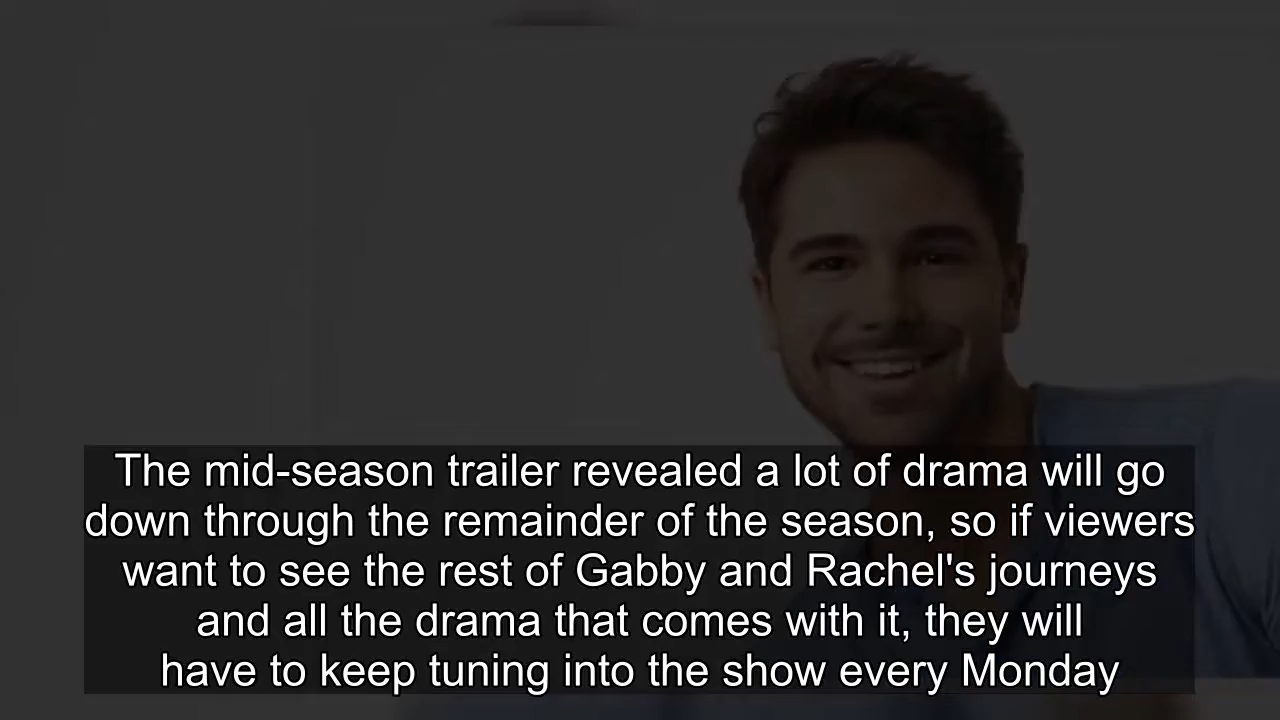 The mid-season trailer revealed a lot of drama will go
down through the remainder of the season, so if viewers
want to see the rest of Gabby and Rachel's journeys
and all the drama that comes with it, they will
have to keep tuning into the show every Monday